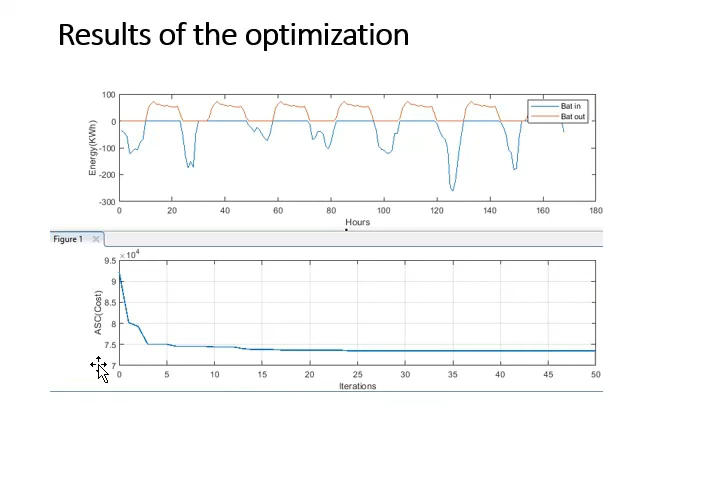 Results of the optimization
100
0
-100
-200
-300
Energy(KWh)
Bat in
Bat out
0 20 40 60 80 100 120 140 160 180
Hours
Figure 1
×10^4
9.5
9
8.5
8
7.5
7
ASC(Cost)
0 5 10 15 20 25 30 35 40 45 50
Iterations